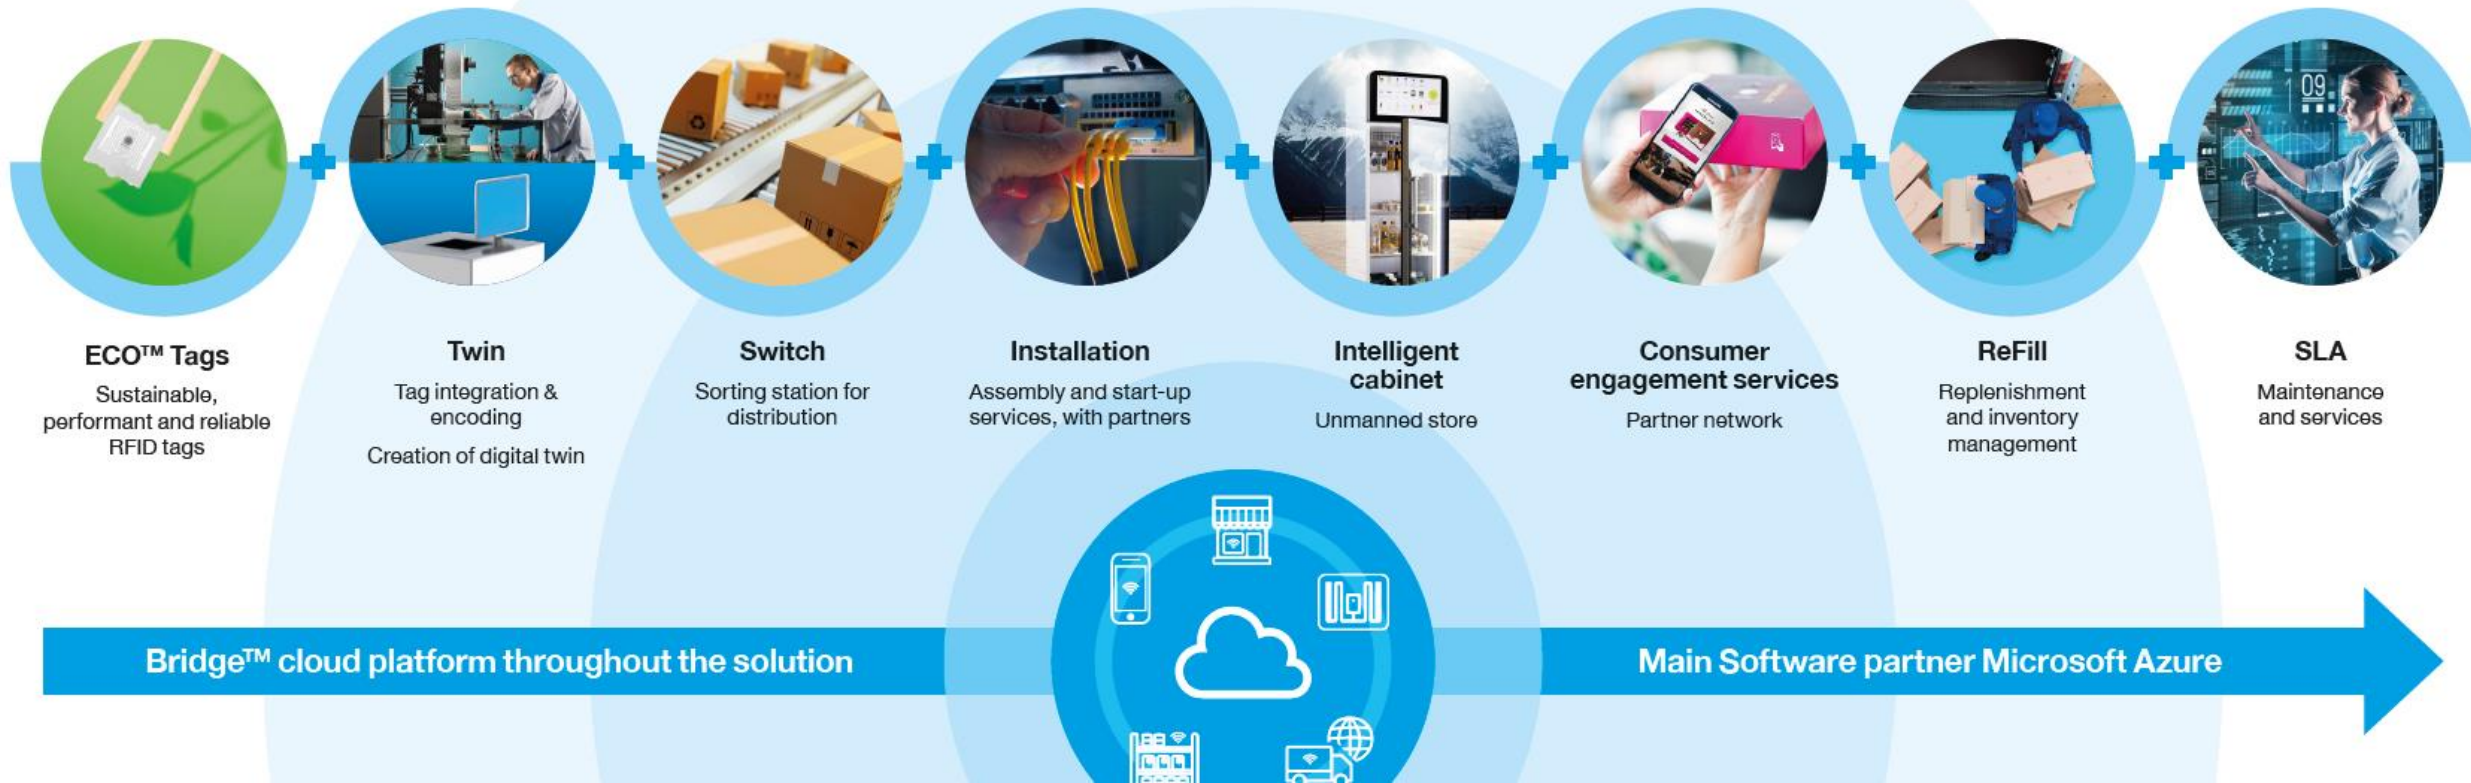 ECO™ Tags
Sustainable,
performant and reliable
RFID tags
Twin
Tag integration &
encoding
Creation of digital twin
Switch
Sorting station for
distribution
Installation
Assembly and start-up
services, with partners
Intelligent
cabinet
Unmanned store
Consumer
engagement services
Partner network
ReFill
Replenishment
and inventory
management
SLA
Maintenance
and services
09
Bridge™ cloud platform throughout the solution
Main Software partner Microsoft Azure